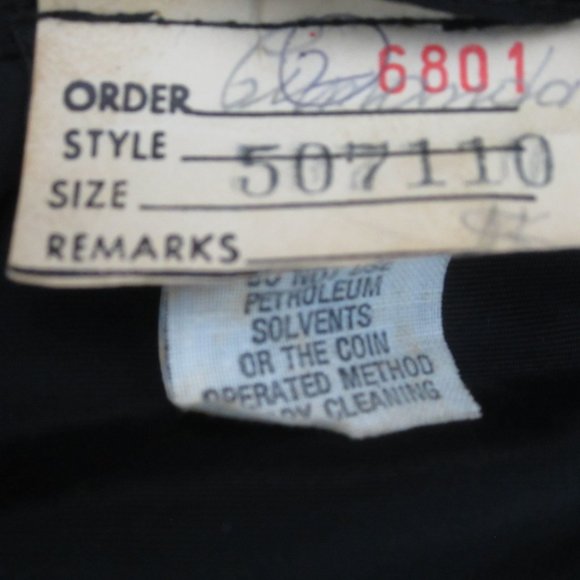 ORDER 6801
STYLE 507110
SIZE
REMARKS
PETROLEUM
SOLVENTS
OR THE COIN
OPERATED METHOD
CLEANING